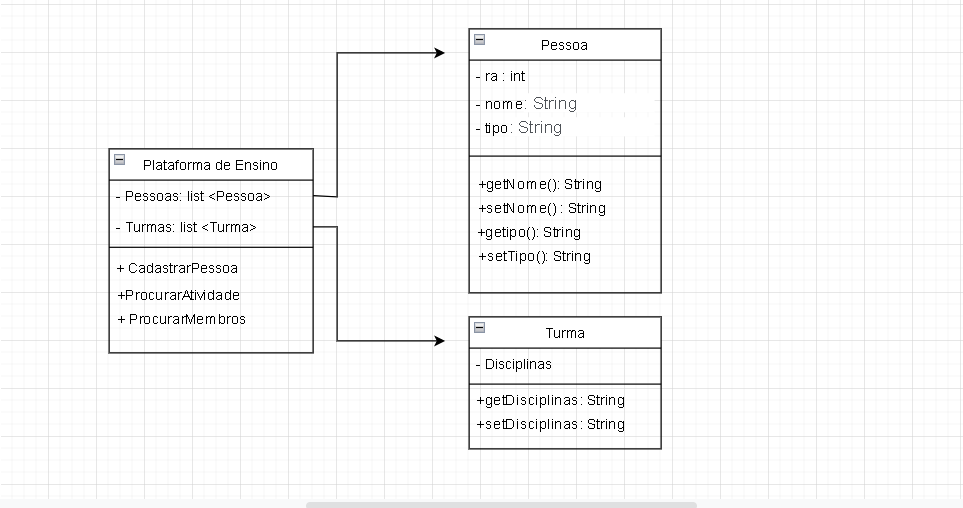 Plataforma de Ensino
- Pessoas: list <Pessoa>
- Turmas: list <Turma>
+ CadastrarPessoa
+ProcurarAtividade
+ ProcurarMembros
Pessoa
- ra : int
- nome: String
- tipo: String
+getNome(): String
+setNome() : String
+getipo(): String
+setTipo(): String
Turma
- Disciplinas
+getDisciplinas: String
+setDisciplinas: String